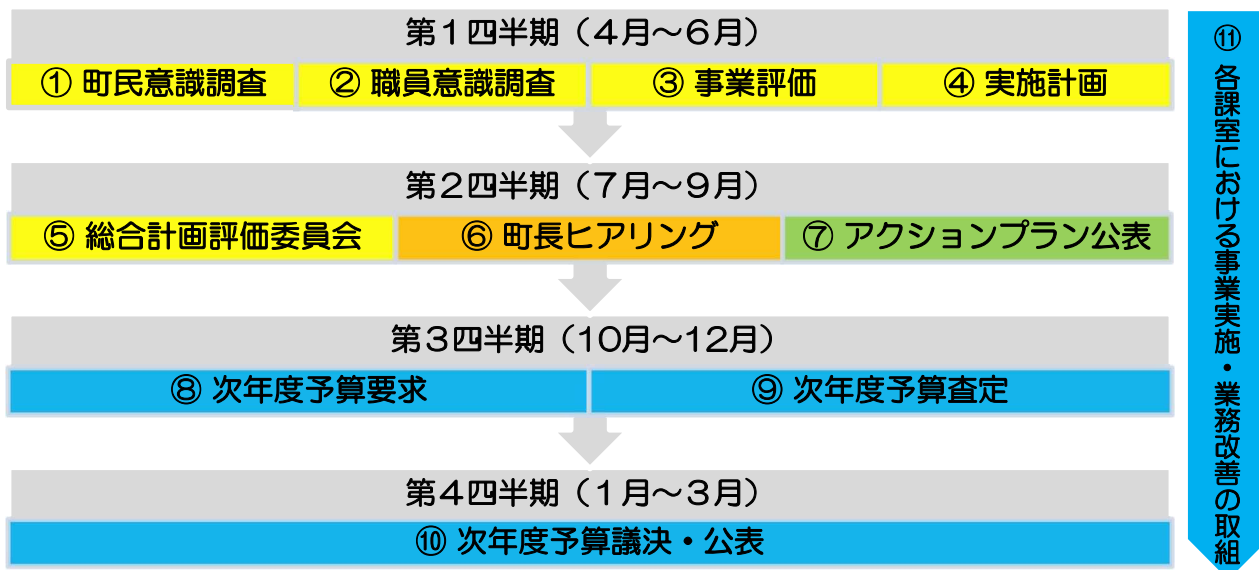 第1四半期（4月～6月）
① 町民意識調査
② 職員意識調査
③ 事業評価
④ 実施計画
第2四半期（7月～9月）
⑤ 総合計画評価委員会
⑥ 町長ヒアリング
⑦ アクションプラン公表
第3四半期（10月～12月）
⑧ 次年度予算要求
⑨ 次年度予算査定
第4四半期（1月～3月）
⑩ 次年度予算議決・公表
⑪ 各課室における事業実施・業務改善の取組